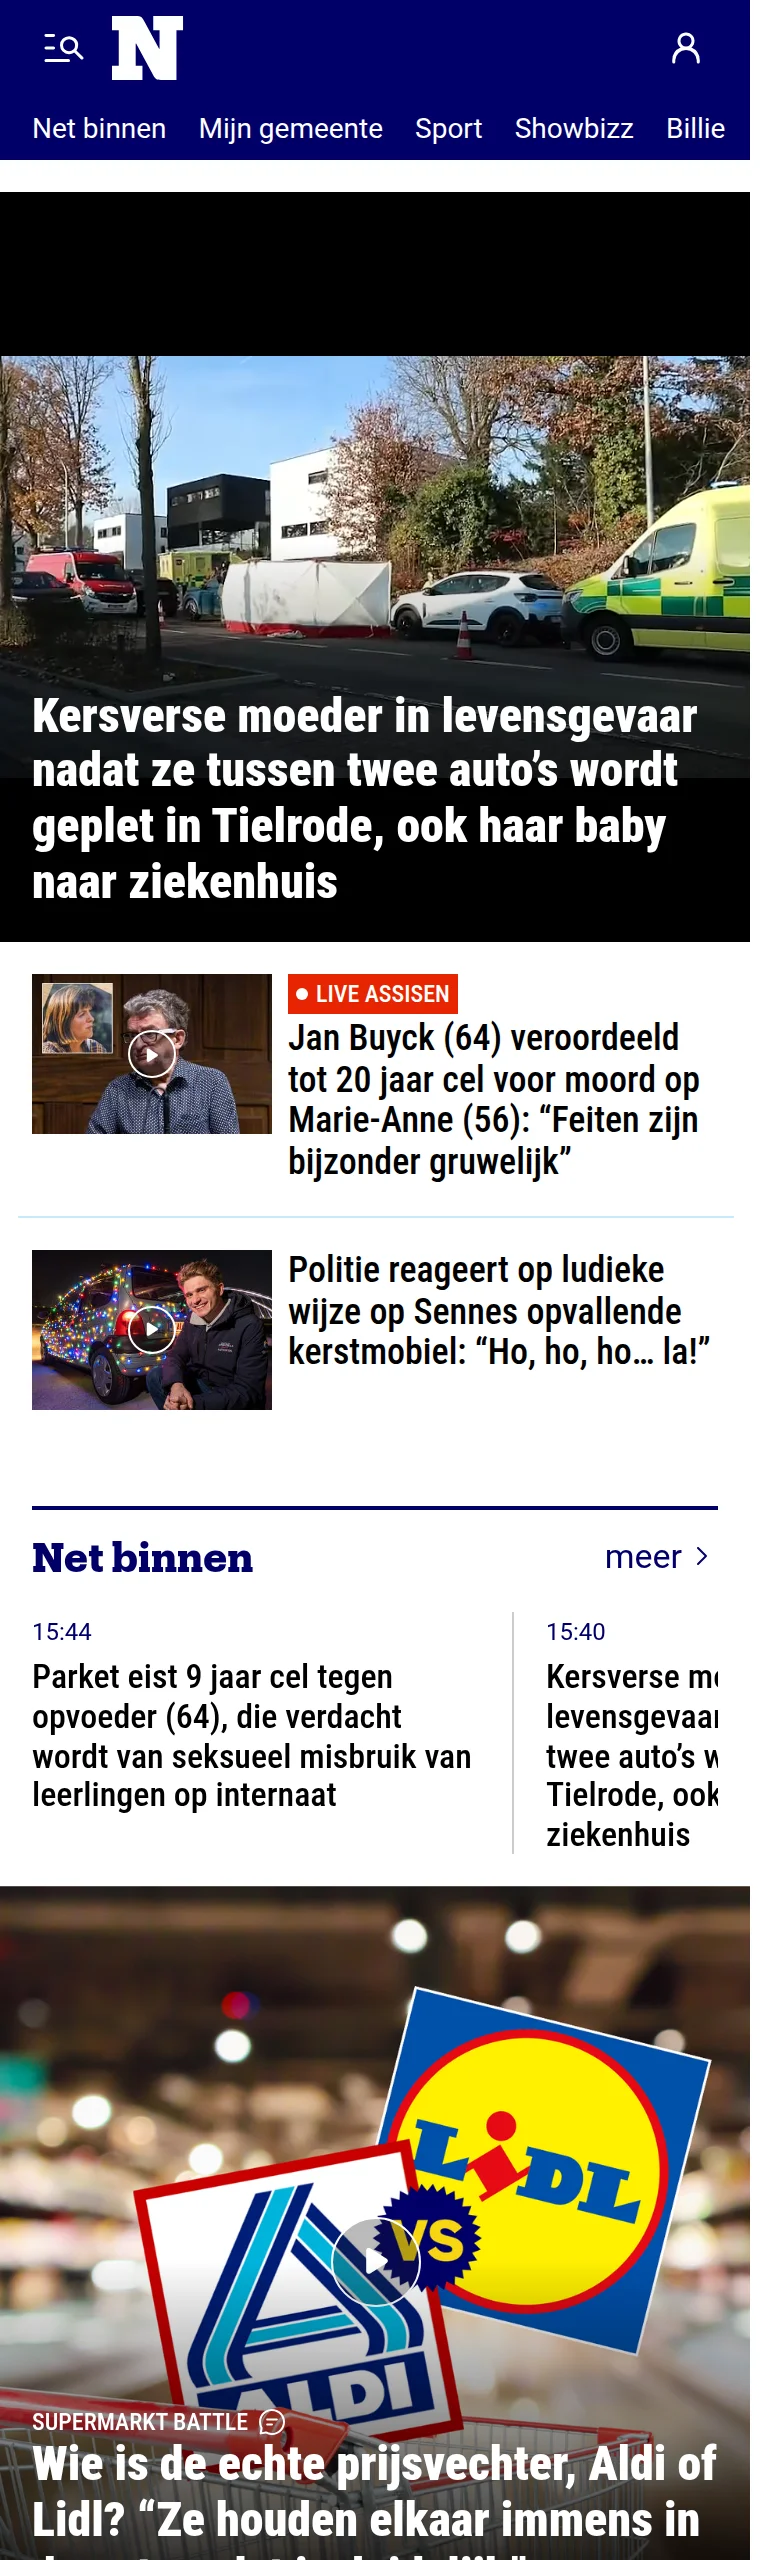 N
Net binnen Mijn gemeente Sport Showbizz Billie
Kersverse moeder in levensgevaar
nadat ze tussen twee auto’s wordt
geplet in Tielrode, ook haar baby
naar ziekenhuis
LIVE ASSISEN
Jan Buyck (64) veroordeeld
tot 20 jaar cel voor moord op
Marie-Anne (56): “Feiten zijn
bijzonder gruwelijk”
Politie reageert op ludieke
wijze op Sennes opvallende
kerstmobiel: “Ho, ho, ho… la!”
Net binnen
meer
15:44
Parket eist 9 jaar cel tegen
opvoeder (64), die verdacht
wordt van seksueel misbruik van
leerlingen op internaat
15:40
Kersverse
levensgevaar
twee auto’s
Tielrode, ook
ziekenhuis
LIDL
VS
ALDI
SUPERMARKT BATTLE
Wie is de echte prijsvechter, Aldi of
Lidl? “Ze houden elkaar immens in